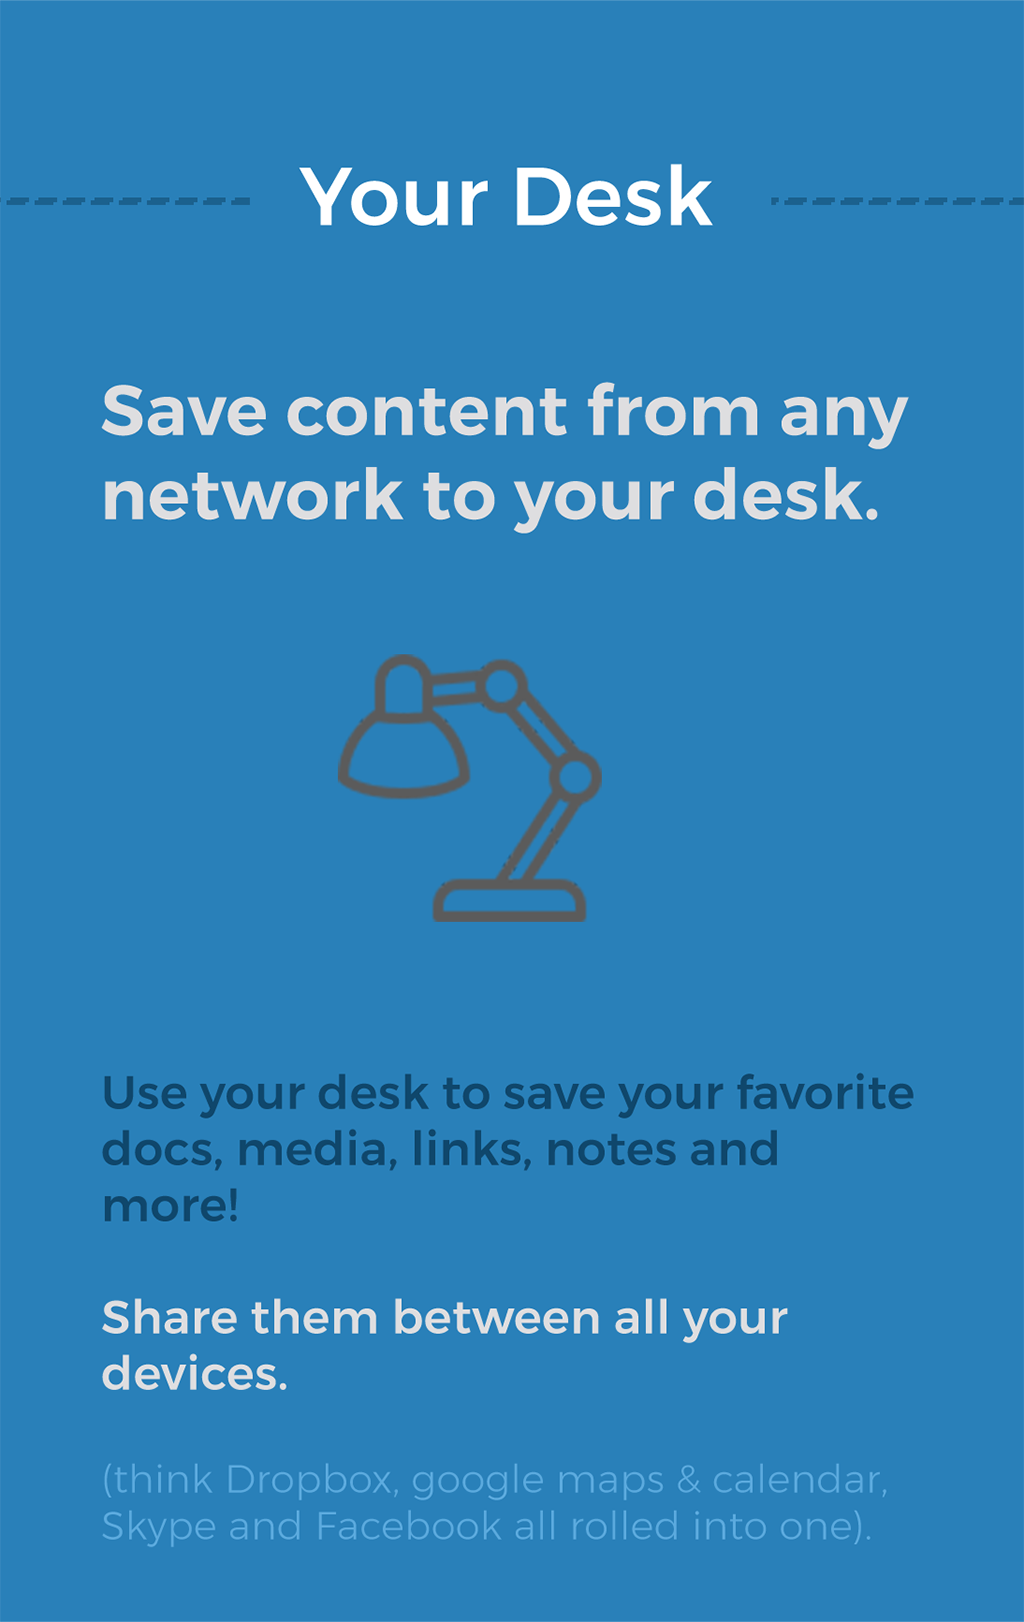 Your Desk
Save content from any
network to your desk.
Use your desk to save your favorite
docs, media, links, notes and
more!
Share them between all your
devices.
(think Dropbox, google maps & calendar,
Skype and Facebook all rolled into one).